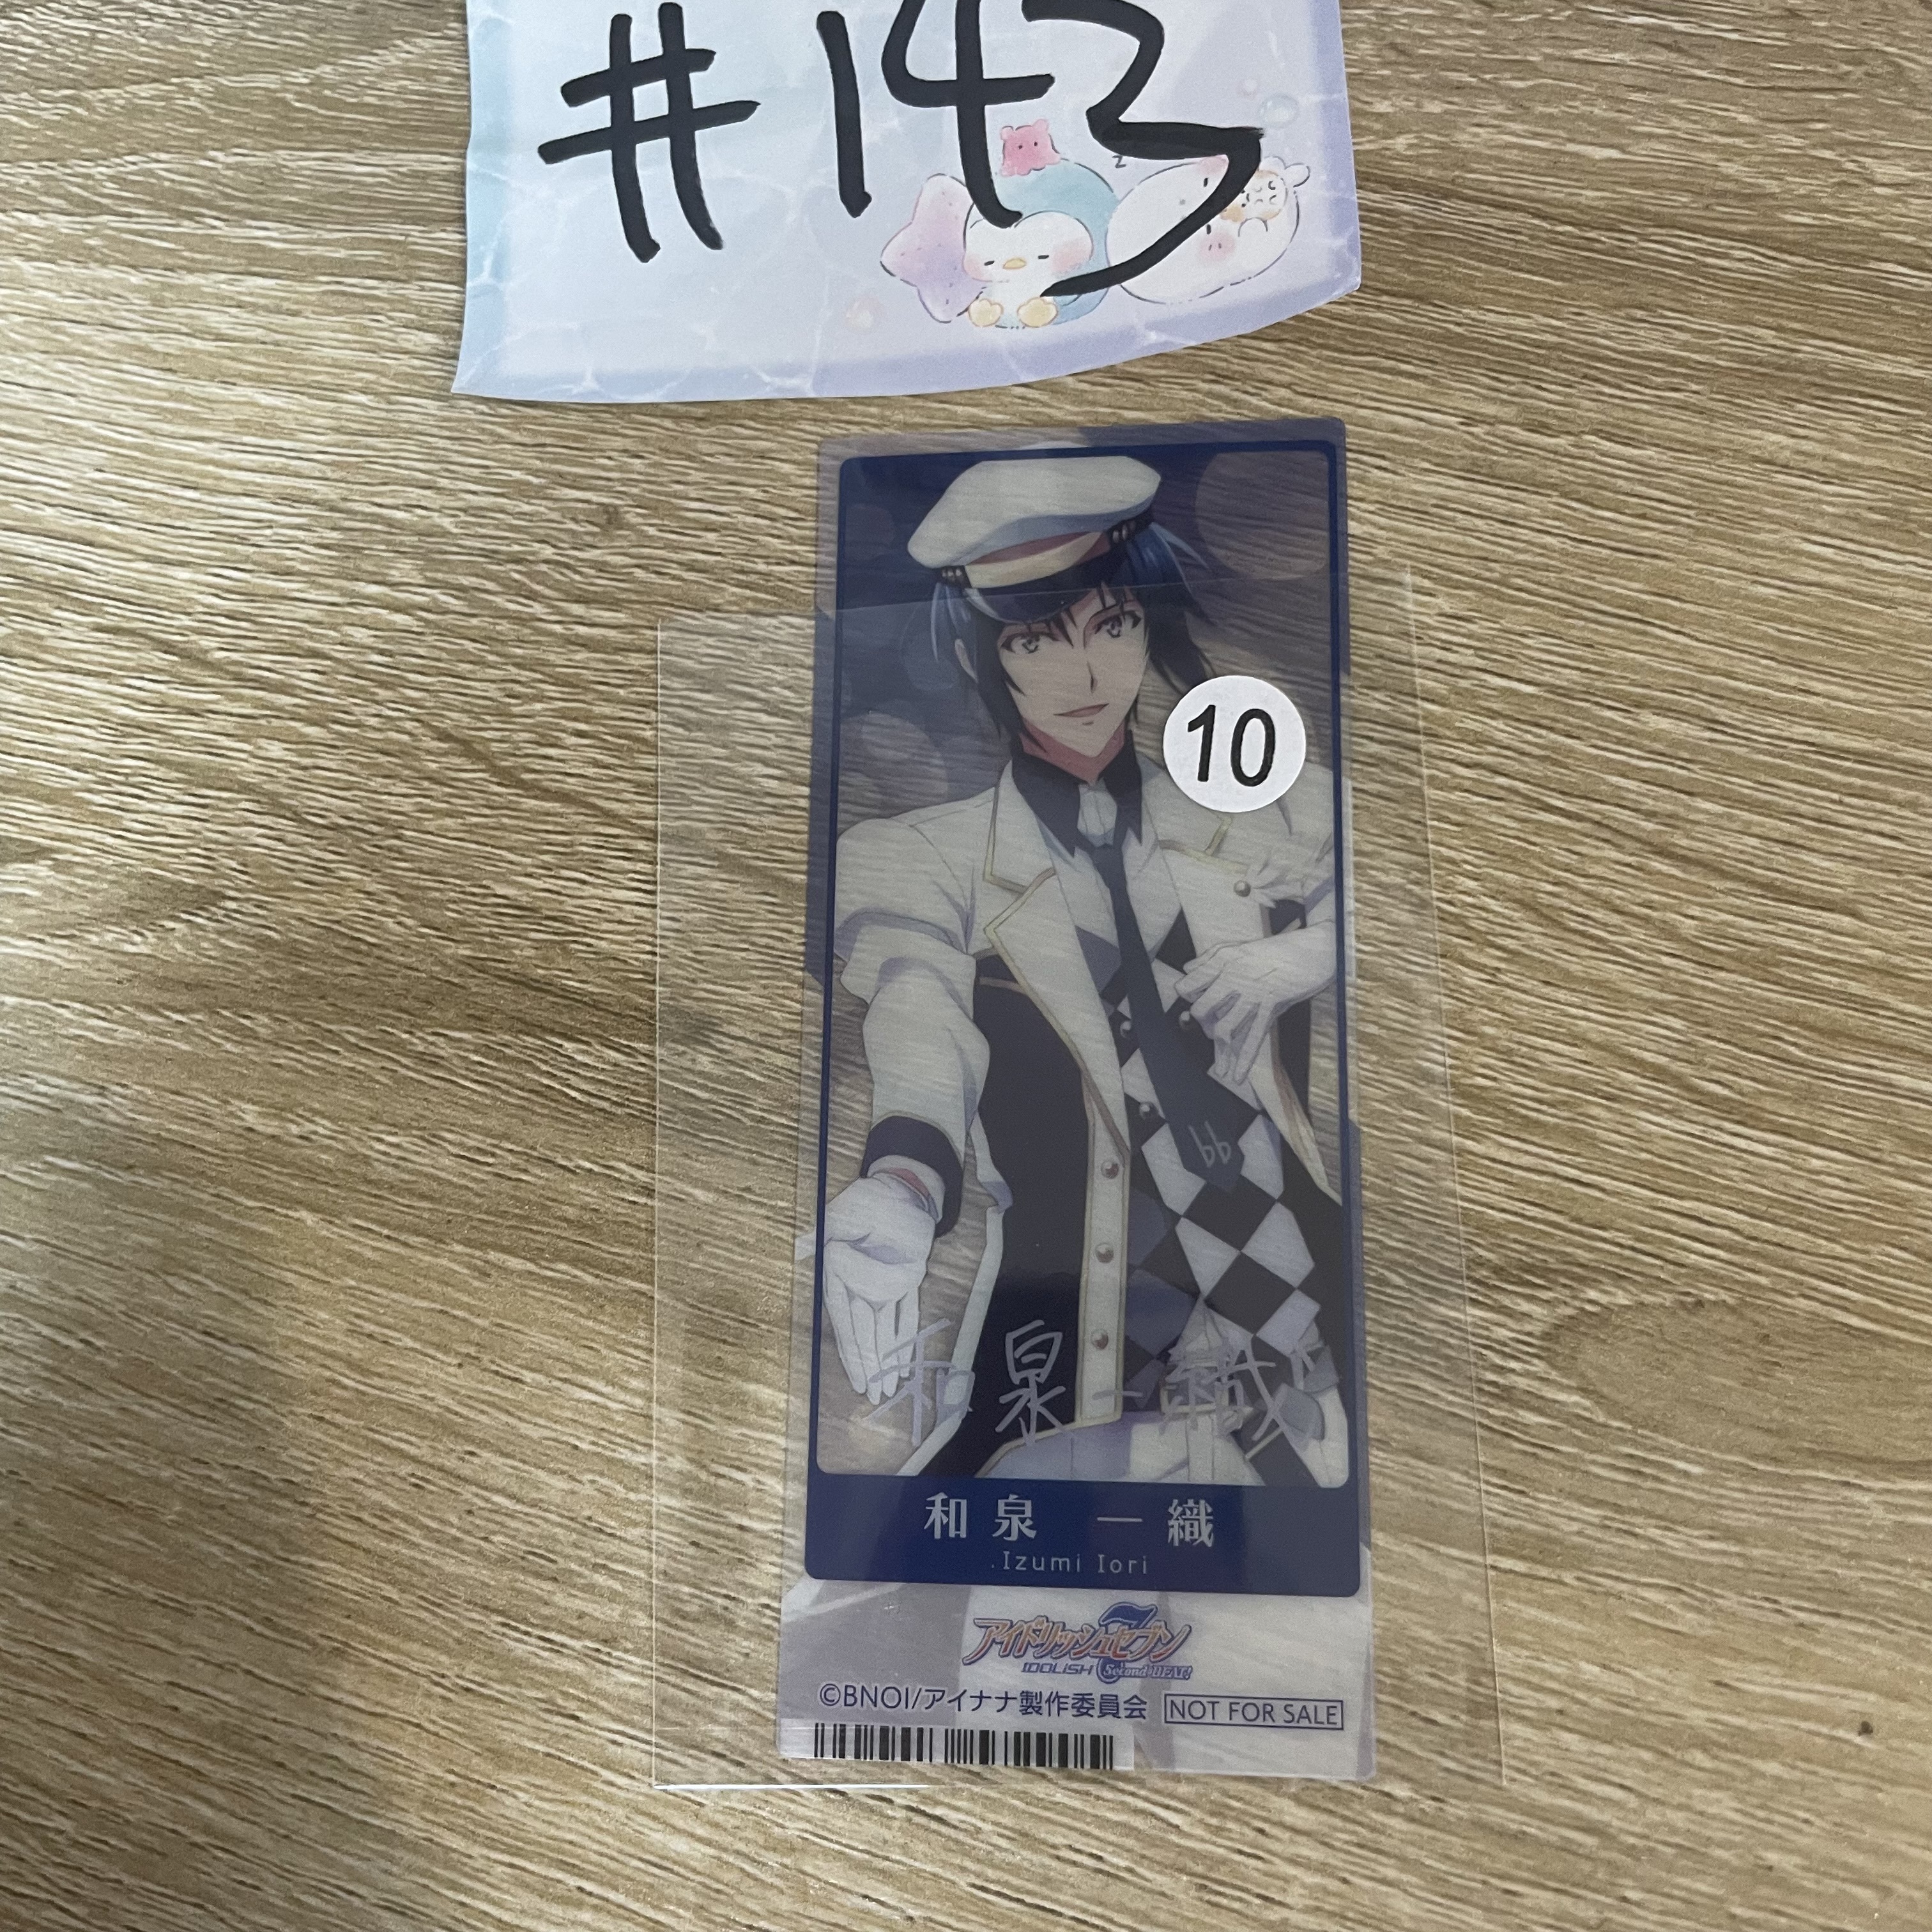 #143
z
10
bb
和泉一織
和泉 一織
Izumi Iori
アイドリッシュセブン
IDOLiSH 7 Second BEAT!
©BNOI/アイナナ製作委員会 NOT FOR SALE